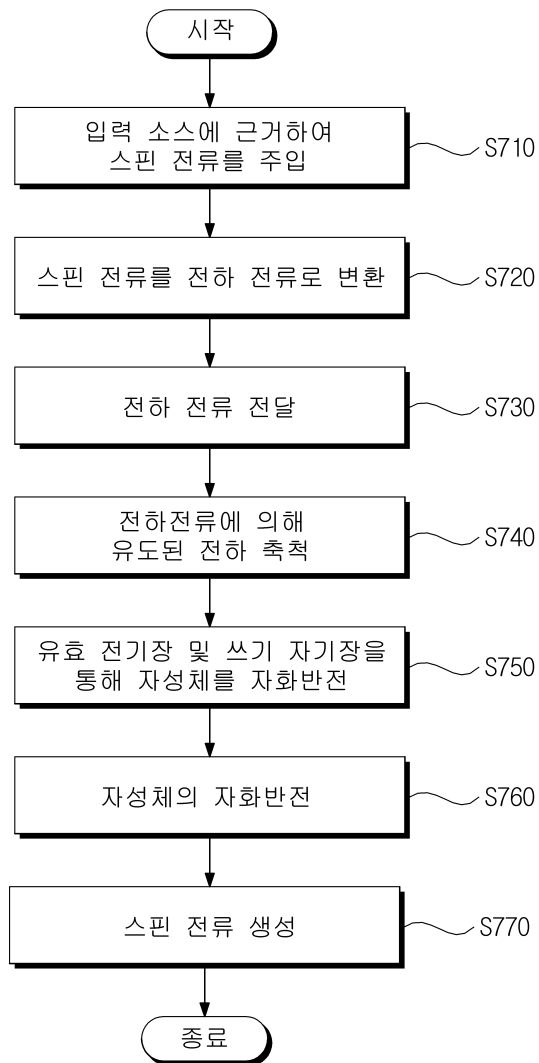 시작
입력 소스에 근거하여
스핀 전류를 주입
S710
스핀 전류를 전하 전류로 변환
S720
전하 전류 전달
S730
전하전류에 의해
유도된 전하 축척
S740
유효 전기장 및 쓰기 자기장을
통해 자성체를 자화반전
S750
자성체의 자화반전
S760
스핀 전류 생성
S770
종료